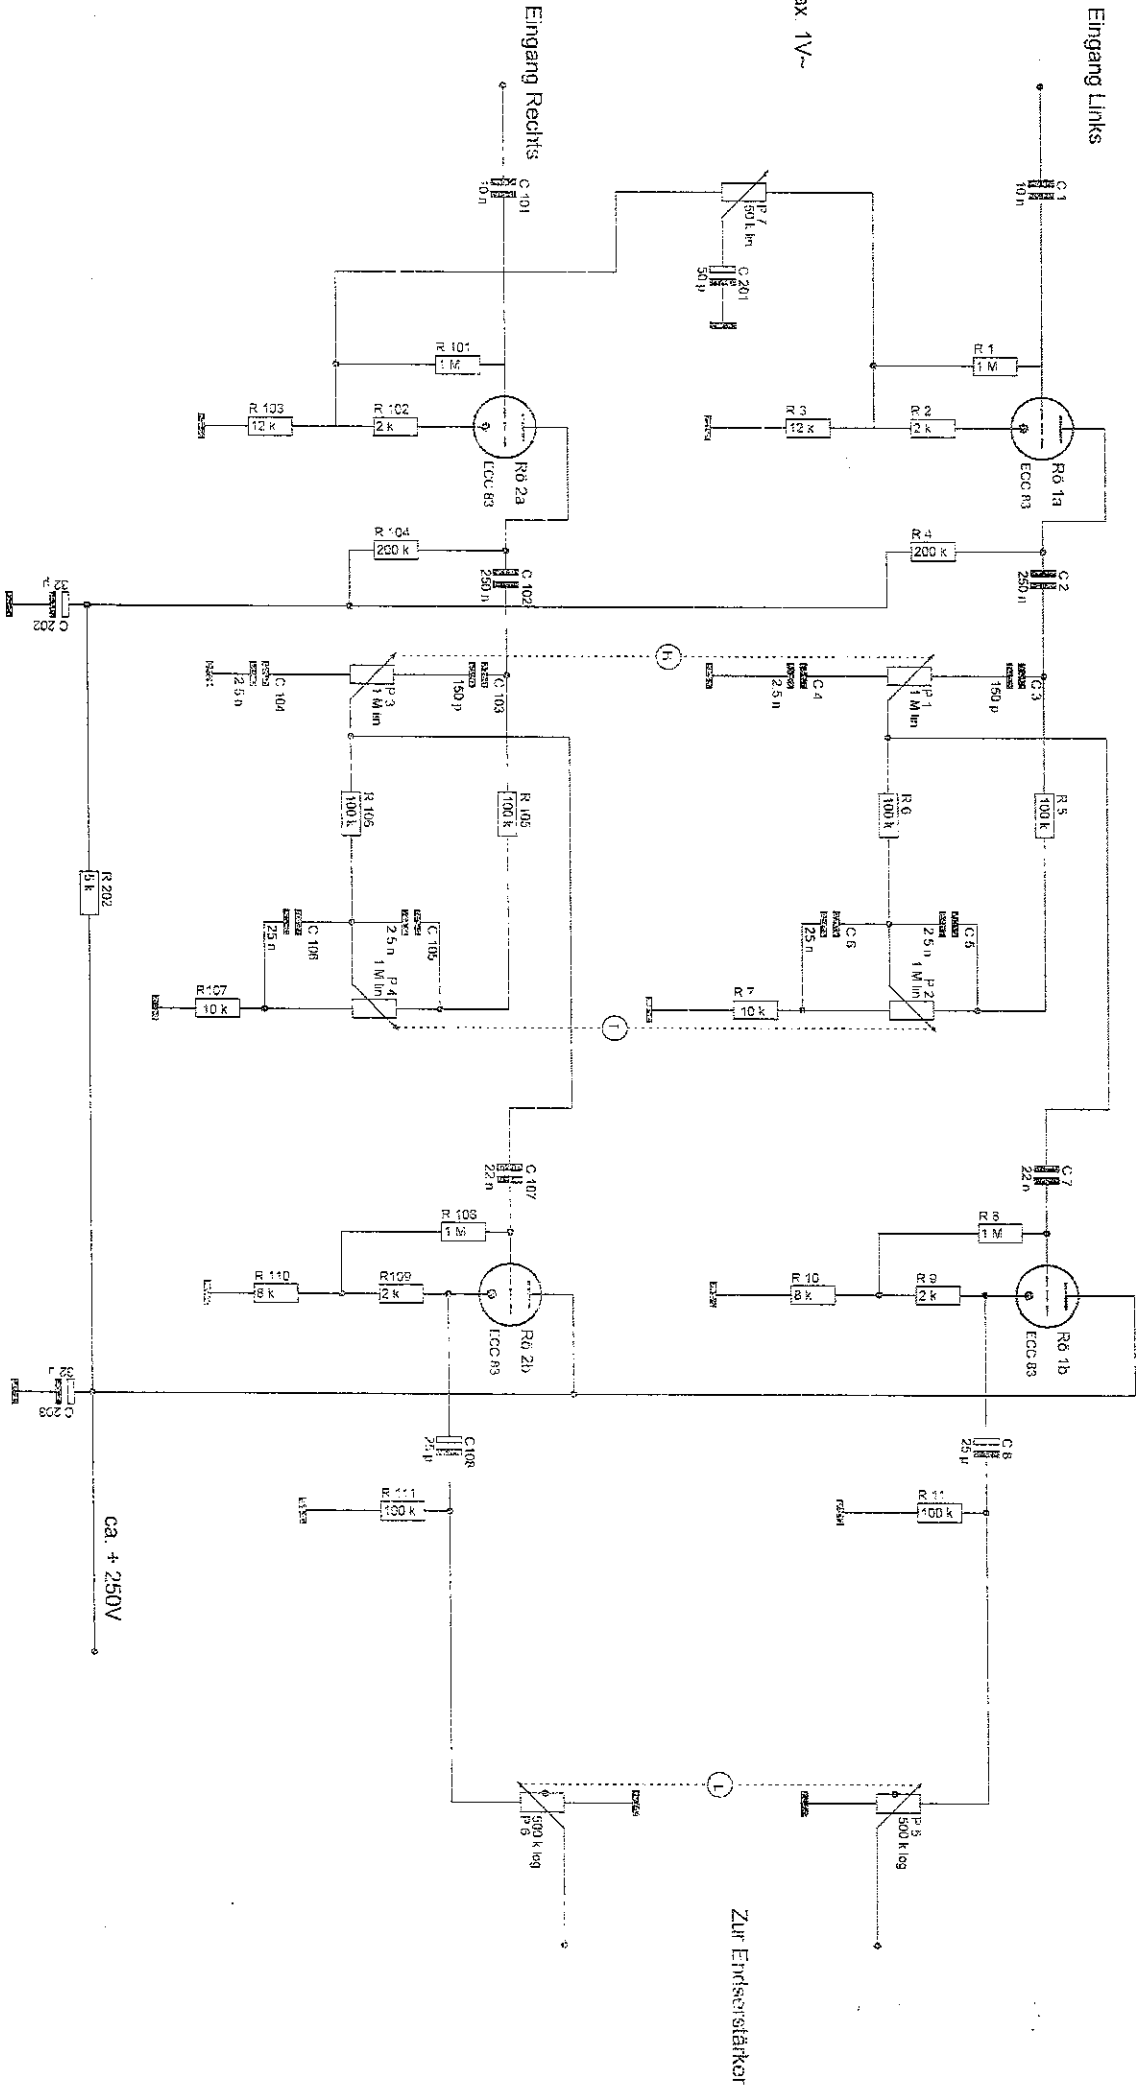 Eingang Links
ax. 1V~
Eingang Rechts
C 1
10 n
R 1
1 M
R 2
2 k
R 3
12 k
Rö 1a
ECC 83
R 4
200 k
C 2
250 n
C 3
150 p
P 1
1 M lin
C 4
2.5 n
H
R 5
100 k
R 6
100 k
C 5
2.5 n
C 6
25 n
P 2
1 M lin
R 7
10 k
T
C 7
22 n
R 8
1 M
R 9
2 k
R 10
8 k
Rö 1b
ECC 83
C 8
25 µ
R 11
100 k
P 5
500 k log
L
P 7
50 k lin
C 201
50 µ
C 101
10 n
R 101
1 M
R 102
2 k
R 103
12 k
Rö 2a
ECC 83
R 104
200 k
C 102
250 n
C 103
150 p
P 3
1 M lin
C 104
2.5 n
R 105
100 k
R 106
100 k
C 105
2.5 n
C 106
25 n
P 4
1 M lin
R107
10 k
C 107
22 n
R 108
1 M
R109
2 k
R 110
8 k
Rö 2b
ECC 83
C108
25 µ
R 111
100 k
500 k log
P 6
C 202
32 µ
R 202
5 k
C 203
ca. + 250V
Zur Endserstärker